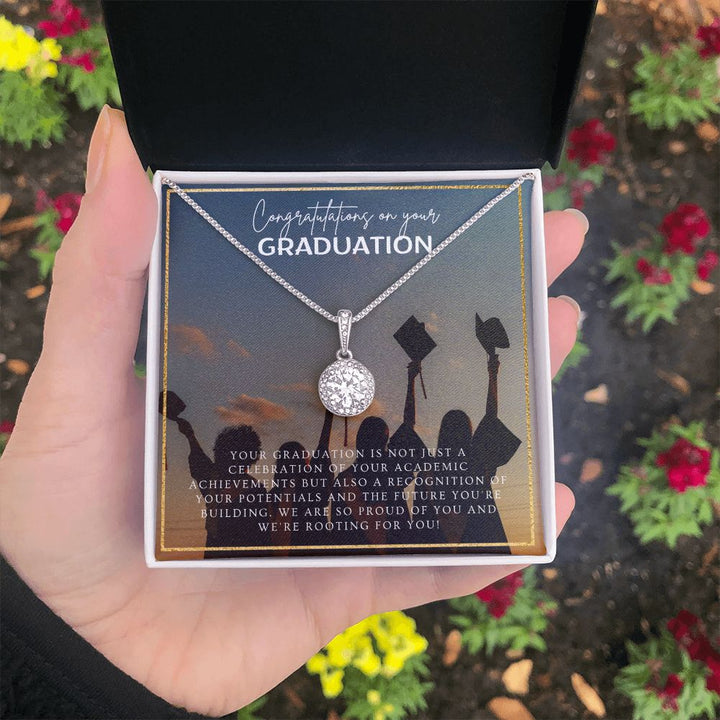 Congratulations on your
GRADUATION
YOUR GRADUATION IS NOT JUST A
CELEBRATION OF YOUR ACADEMIC
ACHIEVEMENTS BUT ALSO A RECOGNITION OF
YOUR POTENTIALS AND THE FUTURE YOU'RE
BUILDING. WE ARE SO PROUD OF YOU AND
WE'RE ROOTING FOR YOU!